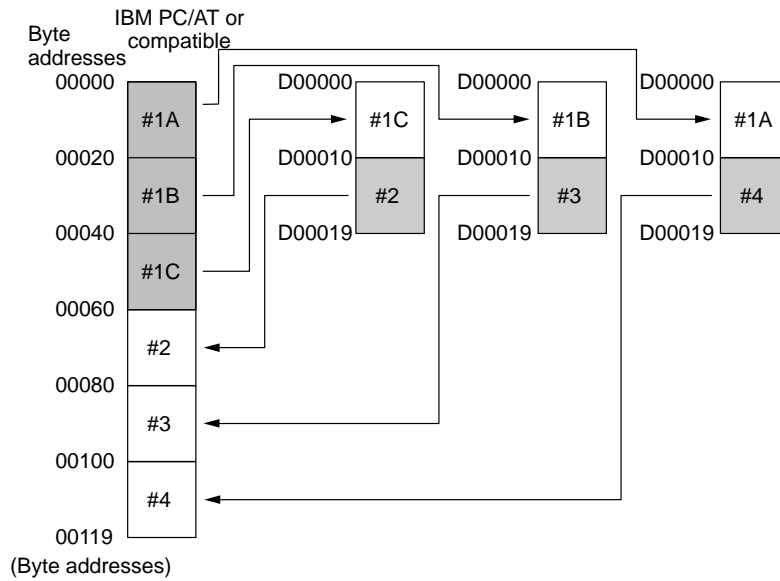 IBM PC/AT or
compatible
Byte
addresses
00000
#1A
00020
#1B
00040
#1C
00060
#2
00080
#3
00100
#4
00119
(Byte addresses)
D00000
#1C
D00010
#2
D00019
D00000
#1B
D00010
#3
D00019
D00000
#1A
D00010
#4
D00019